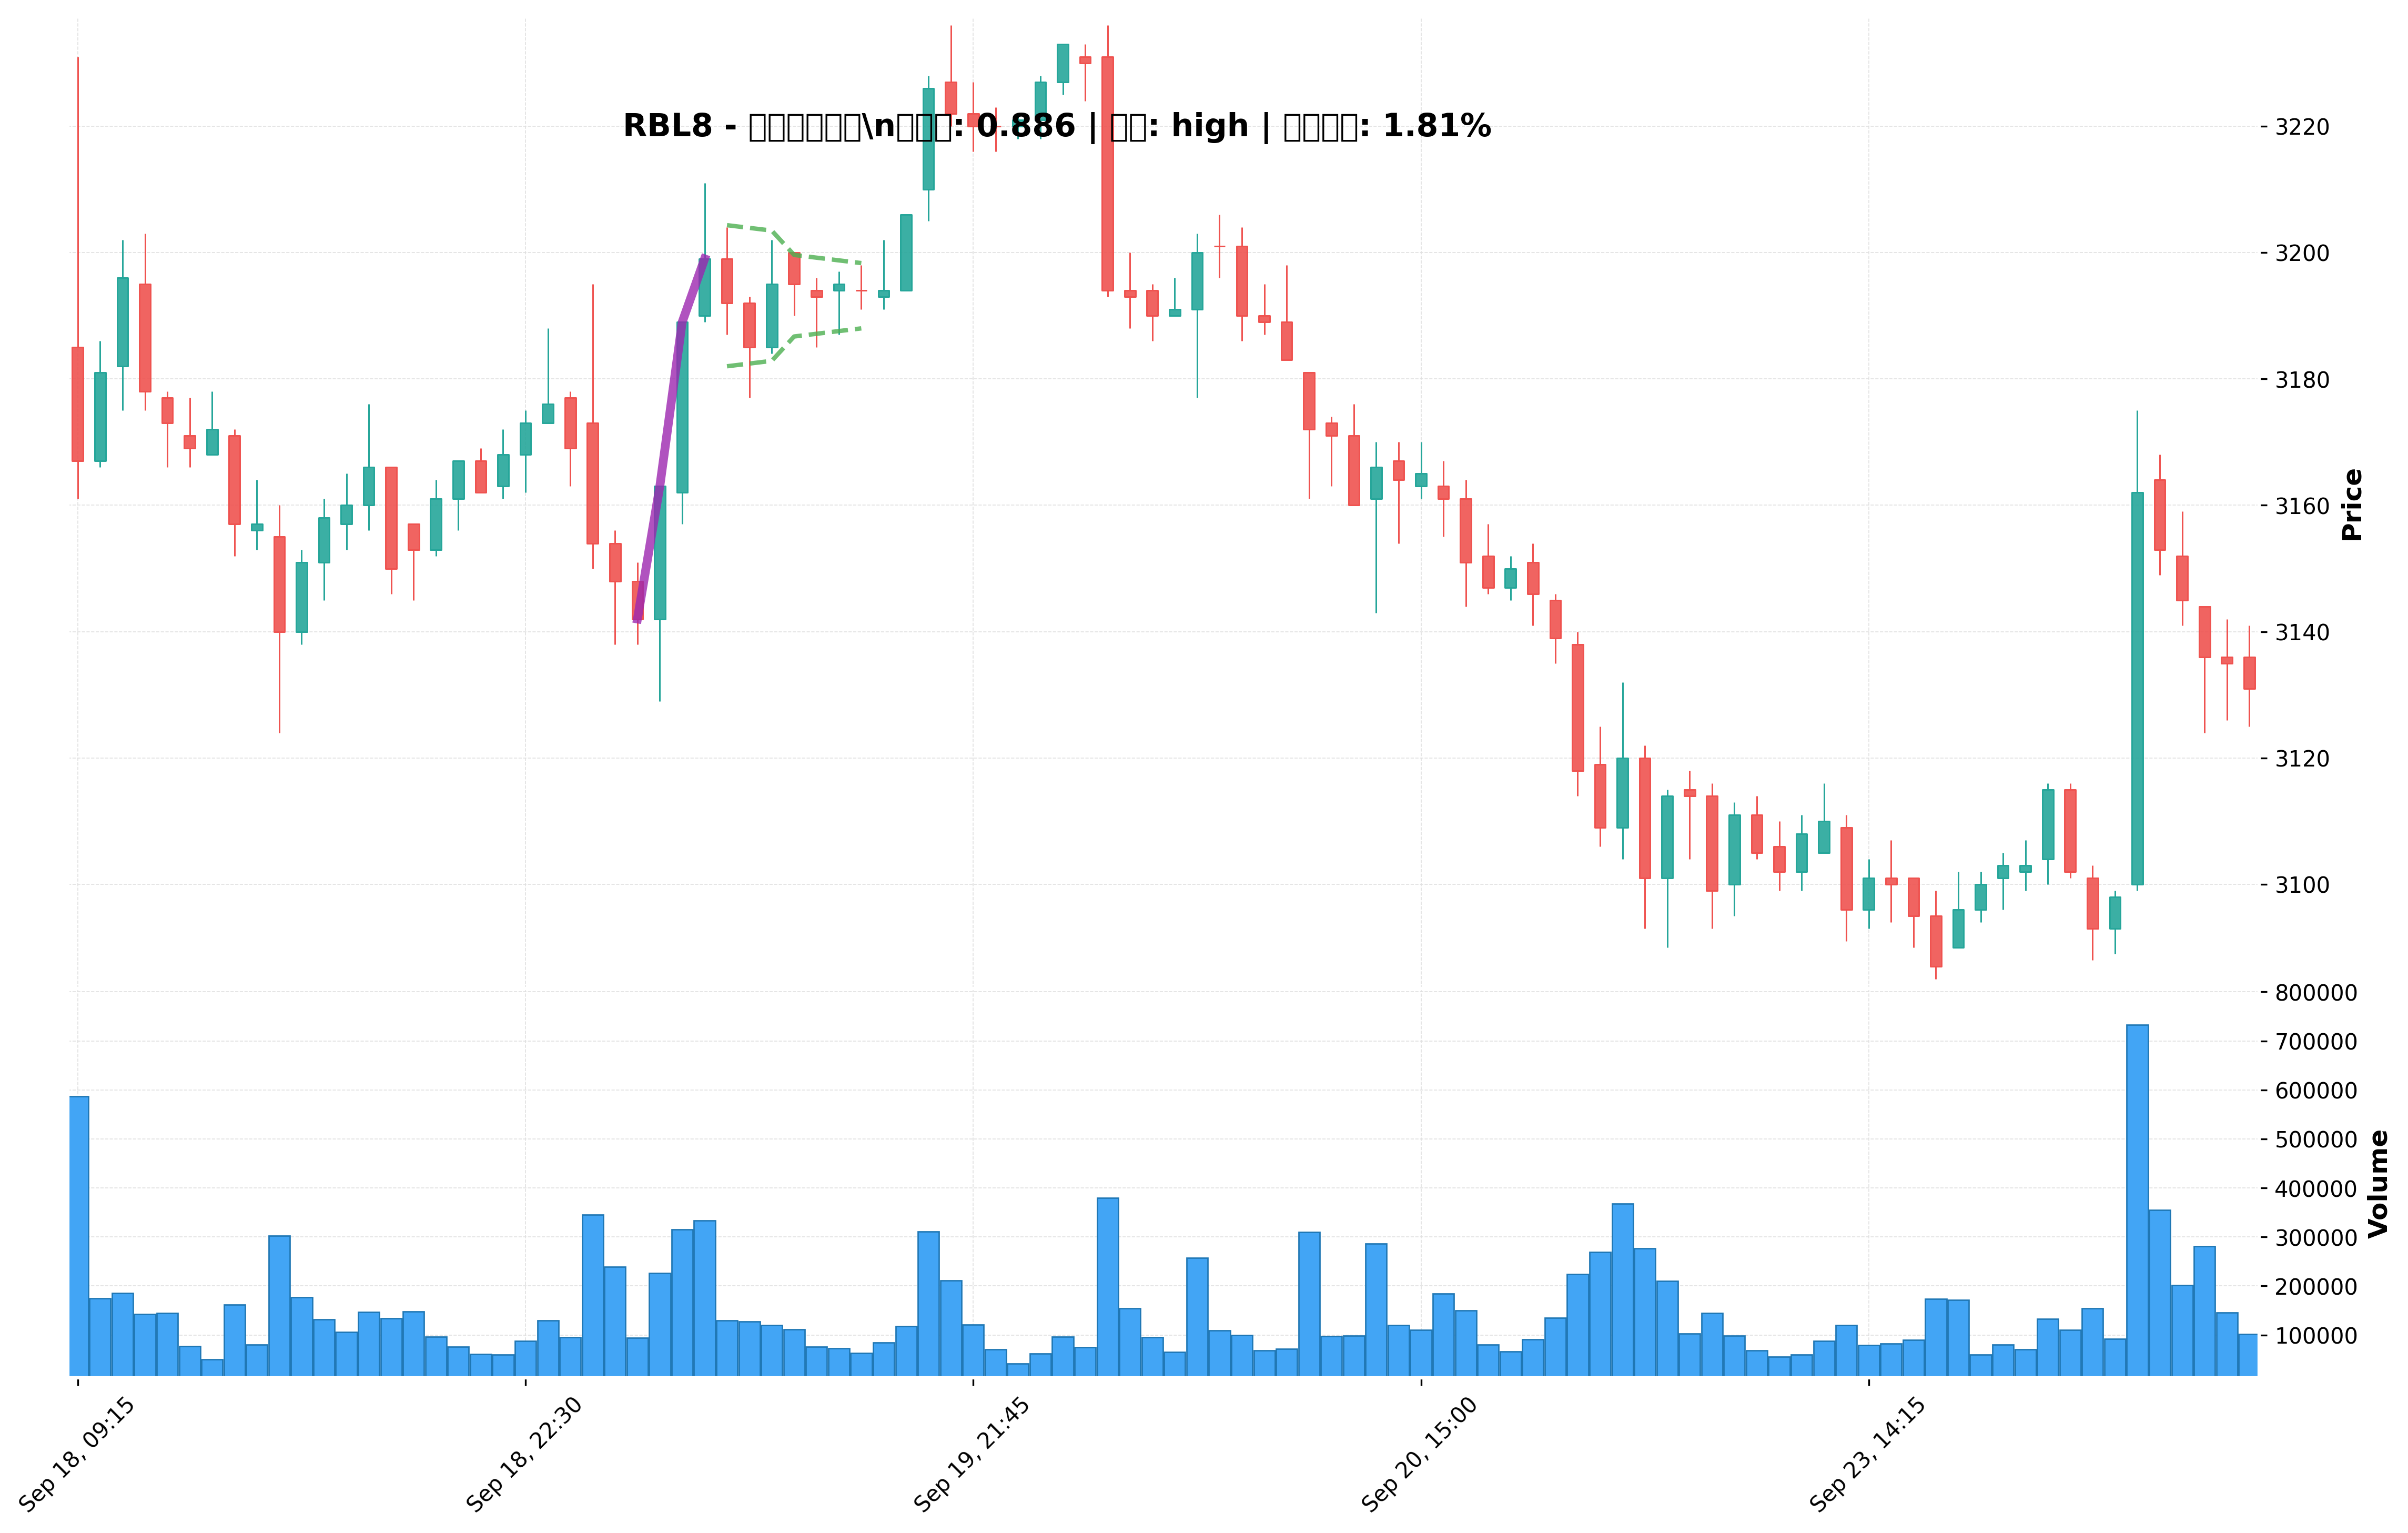 RBL8 - □□□□□□\n□□□: 0.886 | □□: high | □□□□: 1.81%
3220
3200
3180
3160
3140
3120
3100
Price
800000
700000
600000
500000
400000
300000
200000
100000
Volume
Sep 18, 09:15
Sep 18, 22:30
Sep 19, 21:45
Sep 20, 15:00
Sep 23, 14:15